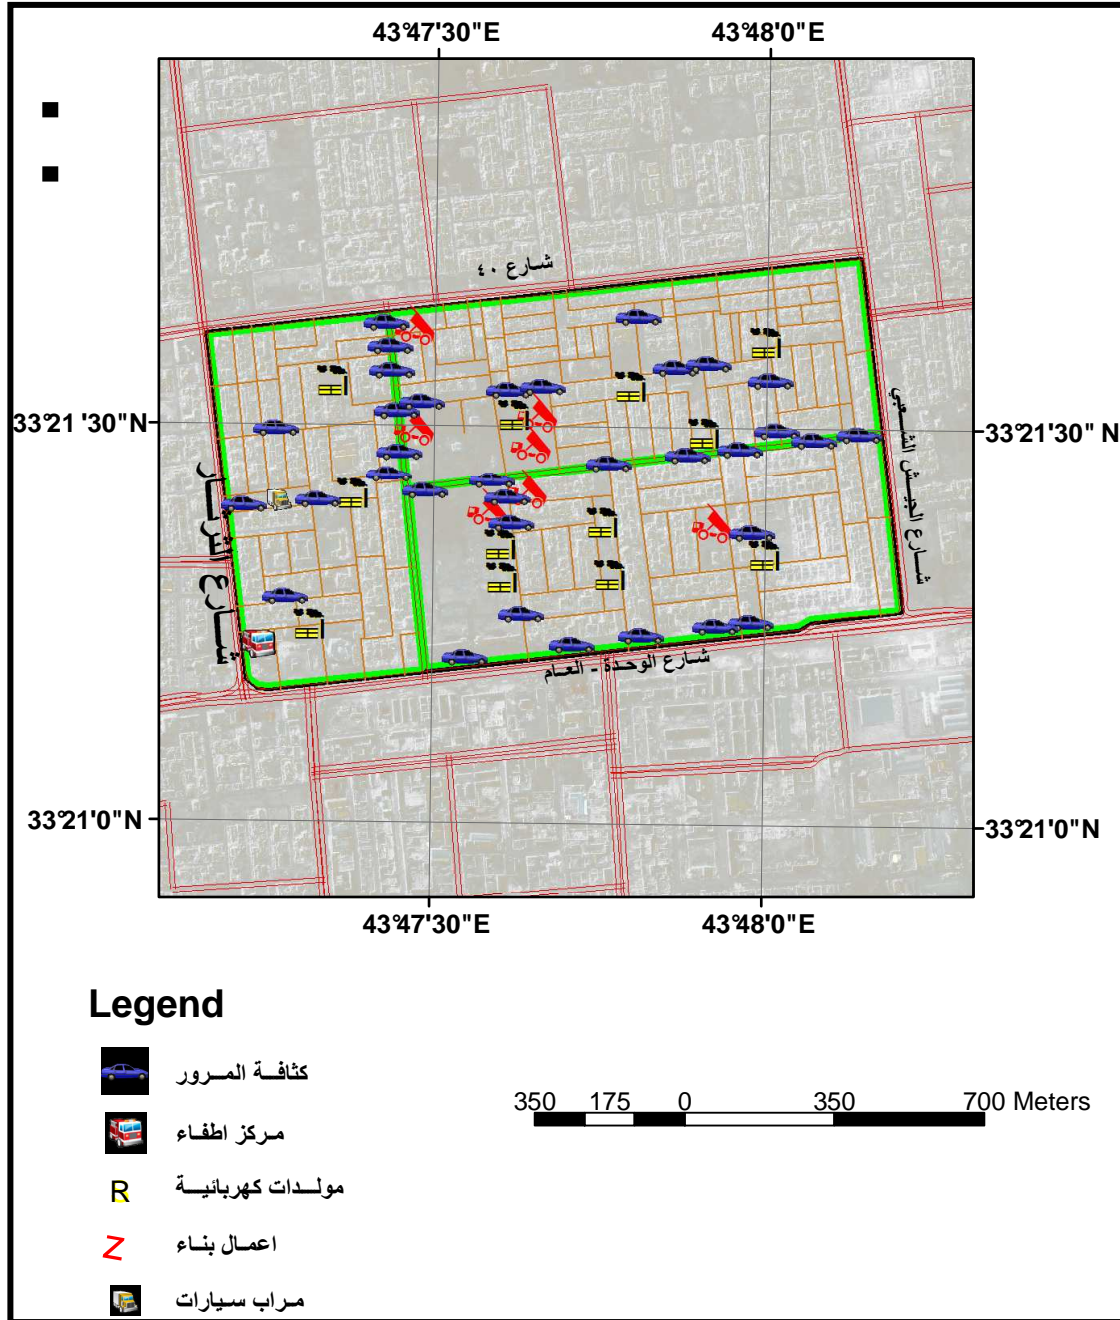 43°47'30"E 43°48'0"E
شارع ٤٠
33°21 '30"N 33°21'30" N
شارع الجيش الشعبي
شارع الثرثار
شارع الوحدة - العام
33°21'0"N 33°21'0"N
43°47'30"E 43°48'0"E
Legend
كثافة المرور
مركز اطفاء
R مولدات كهربائية
Z اعمال بناء
مراب سيارات
350 175 0 350 700 Meters